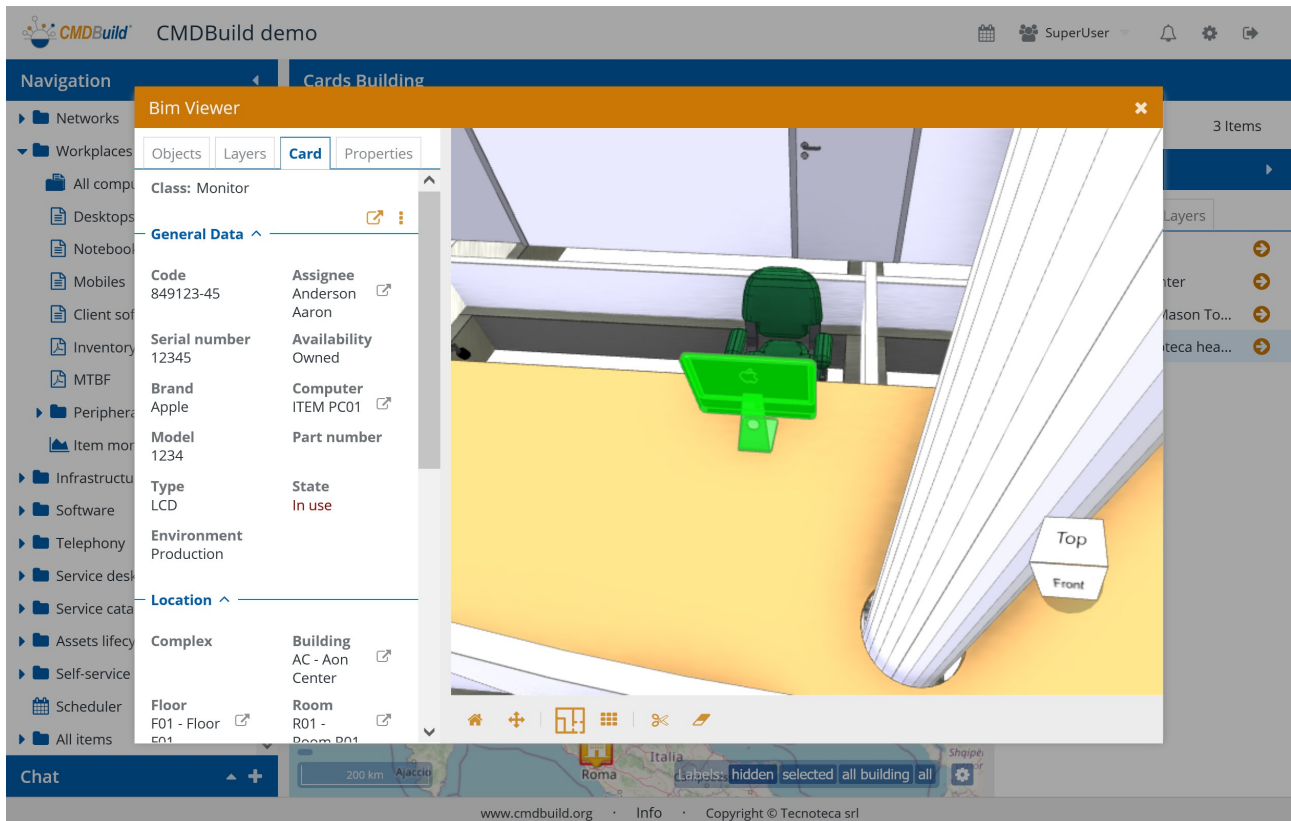 CMDBuild
CMDBuild demo
SuperUser
Navigation
Cards Building
Networks
Workplaces
All compu
Desktops
Notebook
Mobiles
Client sof
Inventory
MTBF
Periphera
Item mor
Infrastructu
Software
Telephony
Service desk
Service cata
Assets lifecy
Self-service
Scheduler
All items
Chat
Bim Viewer
Objects Layers Card Properties
Class: Monitor
General Data
Code
849123-45
Assignee
Anderson
Aaron
Serial number
12345
Availability
Owned
Brand
Apple
Computer
ITEM PC01
Model
1234
Part number
Type
LCD
State
In use
Environment
Production
Location
Complex
Building
AC - Aon
Center
Floor
F01 - Floor
F01
Room
R01 -
Room R01
Top
Front
3 Items
Layers
nter
Mason To...
oteca hea...
200 km
Ajaccio
Roma
Italia
Shqipë
Labels: hidden selected all building all
www.cmdbuild.org · Info · Copyright © Tecnoteca srl